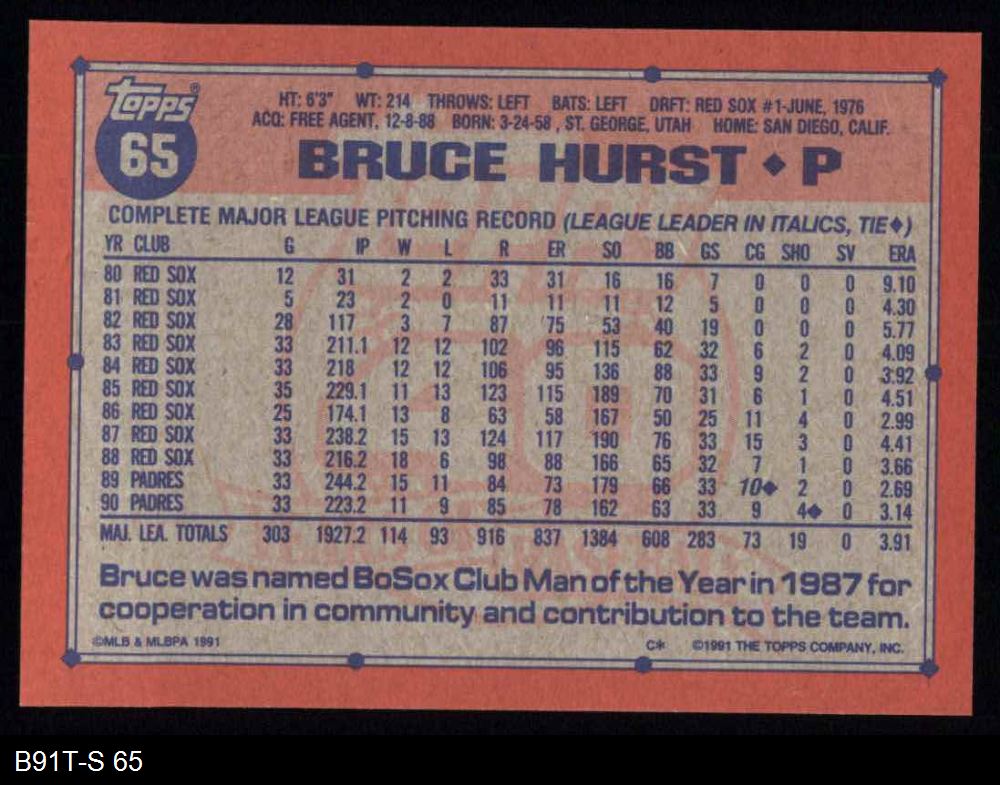 topps®
65
HT: 6'3" WT: 214 THROWS: LEFT BATS: LEFT DRFT: RED SOX #1-JUNE, 1976
ACQ: FREE AGENT, 12-8-88 BORN: 3-24-58, ST. GEORGE, UTAH HOME: SAN DIEGO, CALIF.
BRUCE HURST ◆ P
COMPLETE MAJOR LEAGUE PITCHING RECORD (LEAGUE LEADER IN ITALICS, TIE◆)
YR CLUB G IP W L R ER SO BB GS CG SHO SV ERA
80 RED SOX 12 31 2 2 33 31 16 16 7 0 0 0 9.10
81 RED SOX 5 23 2 0 11 11 11 12 5 0 0 0 4.30
82 RED SOX 28 117 3 7 87 75 53 40 19 0 0 0 5.77
83 RED SOX 33 211.1 12 12 102 96 115 62 32 6 2 0 4.09
84 RED SOX 33 218 12 12 106 95 136 88 33 9 2 0 3.92
85 RED SOX 35 229.1 11 13 123 115 189 70 31 6 1 0 4.51
86 RED SOX 25 174.1 13 8 63 58 167 50 25 11 4 0 2.99
87 RED SOX 33 238.2 15 13 124 117 190 76 33 15 3 0 4.41
88 RED SOX 33 216.2 18 6 98 88 166 65 32 7 1 0 3.66
89 PADRES 33 244.2 15 11 84 73 179 66 33 10◆ 2 0 2.69
90 PADRES 33 223.2 11 9 85 78 162 63 33 9 4◆ 0 3.14
MAJ. LEA. TOTALS 303 1927.2 114 93 916 837 1384 608 283 73 19 0 3.91
Bruce was named BoSox Club Man of the Year in 1987 for
cooperation in community and contribution to the team.
©MLB & MLBPA 1991 C* ©1991 THE TOPPS COMPANY, INC.
B91T-S 65